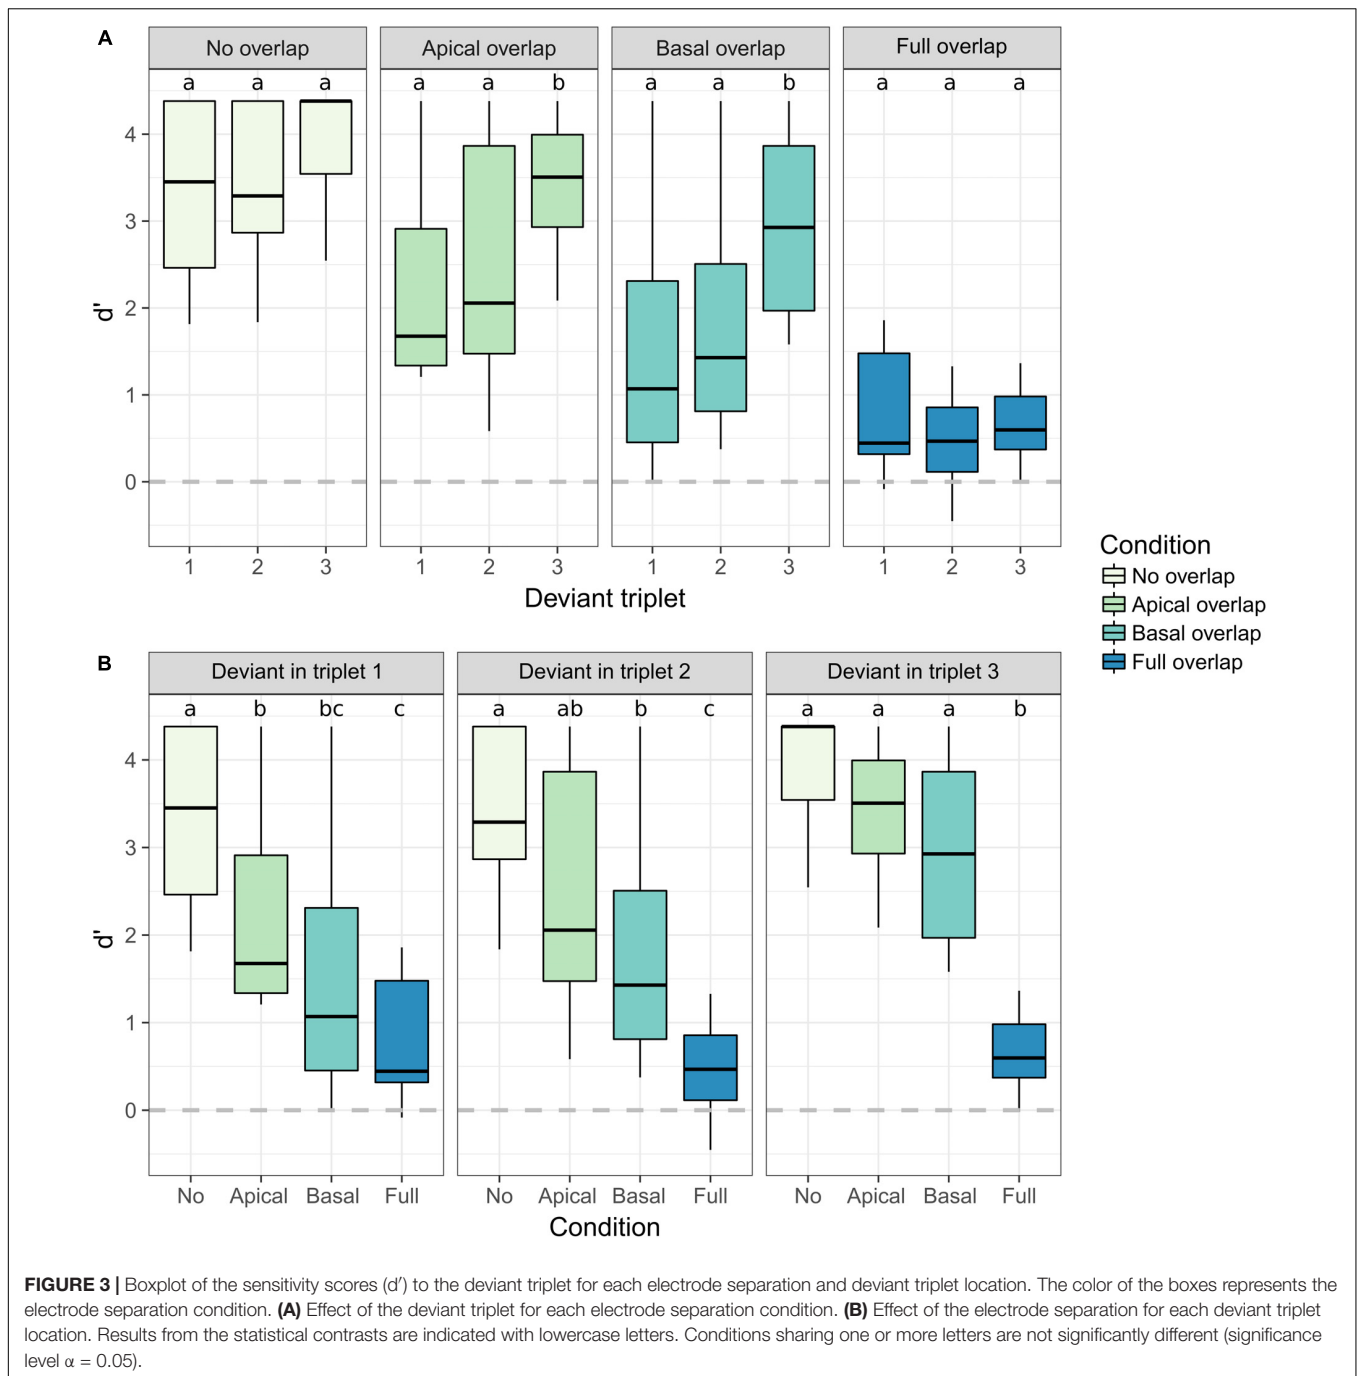 A
No overlap
Apical overlap
Basal overlap
Full overlap
a a a
a a b
a a b
a a a
4
3
2
1
0
d′
1 2 3
1 2 3
1 2 3
1 2 3
Deviant triplet
Condition
No overlap
Apical overlap
Basal overlap
Full overlap
B
Deviant in triplet 1
Deviant in triplet 2
Deviant in triplet 3
a b bc c
a ab b c
a a a b
4
3
2
1
0
d′
No Apical Basal Full
No Apical Basal Full
No Apical Basal Full
Condition
FIGURE 3 | Boxplot of the sensitivity scores (d′) to the deviant triplet for each electrode separation and deviant triplet location. The color of the boxes represents the
electrode separation condition. (A) Effect of the deviant triplet for each electrode separation condition. (B) Effect of the electrode separation for each deviant triplet
location. Results from the statistical contrasts are indicated with lowercase letters. Conditions sharing one or more letters are not significantly different (significance
level α = 0.05).